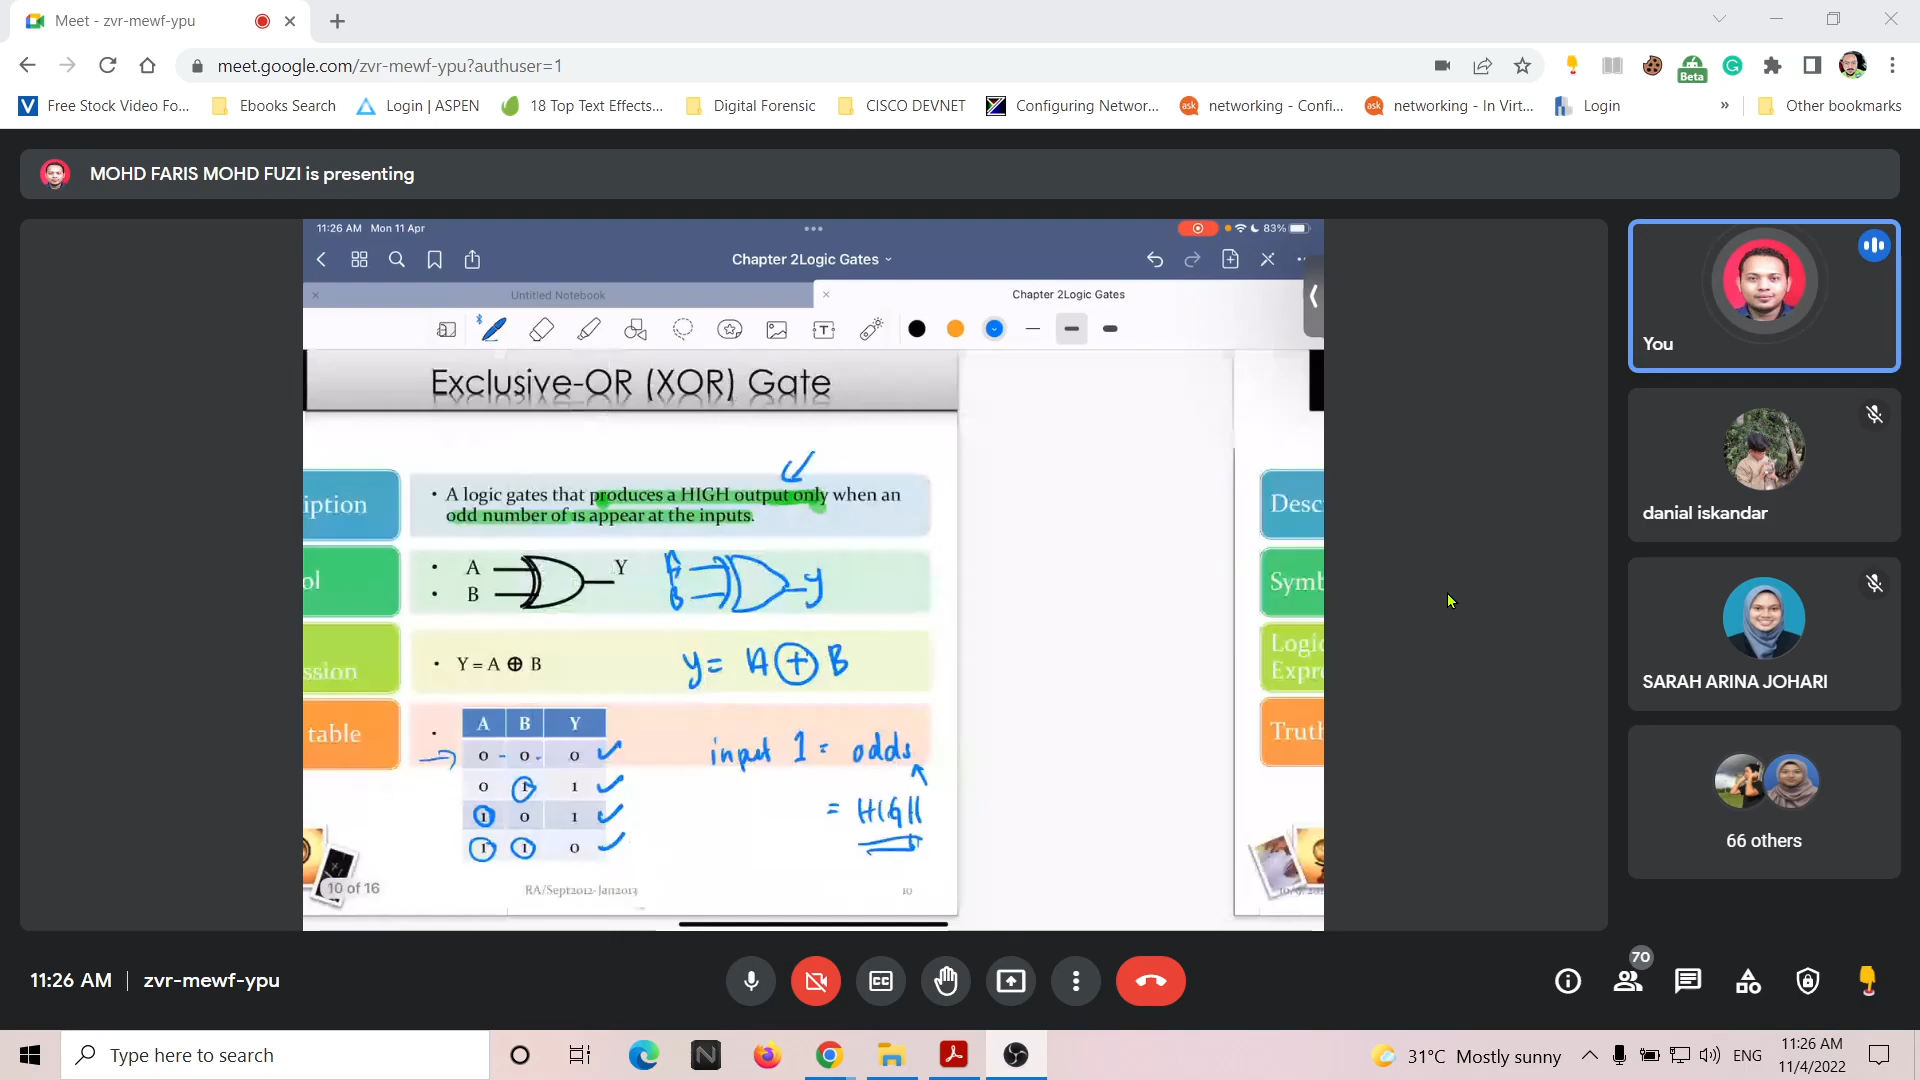 Meet - zvr-mewf-ypu
meet.google.com/zvr-mewf-ypu?authuser=1
Beta
Free Stock Video Fo... Ebooks Search Login | ASPEN 18 Top Text Effects... Digital Forensic CISCO DEVNET Configuring Networ... networking - Confi... networking - In Virt... Login » Other bookmarks
MOHD FARIS MOHD FUZI is presenting
11:26 AM Mon 11 Apr 83%
Chapter 2Logic Gates
Untitled Notebook Chapter 2Logic Gates
Exclusive-OR (XOR) Gate
iption
• A logic gates that produces a HIGH output only when an
odd number of 1s appear at the inputs.
Desc
ol
• A Y A y
• B B
Symb
ssion
• Y = A ⊕ B y = A ⊕ B
Logic
Expre
table
A B Y
0 0 0
0 1 1
1 0 1
1 1 0
input 1 = odds
= HIGH
Truth
10 of 16
RA/Sept2012-Jan2013
10
You
danial iskandar
SARAH ARINA JOHARI
66 others
11:26 AM | zvr-mewf-ypu
70
Type here to search
31°C Mostly sunny
ENG
11:26 AM
11/4/2022